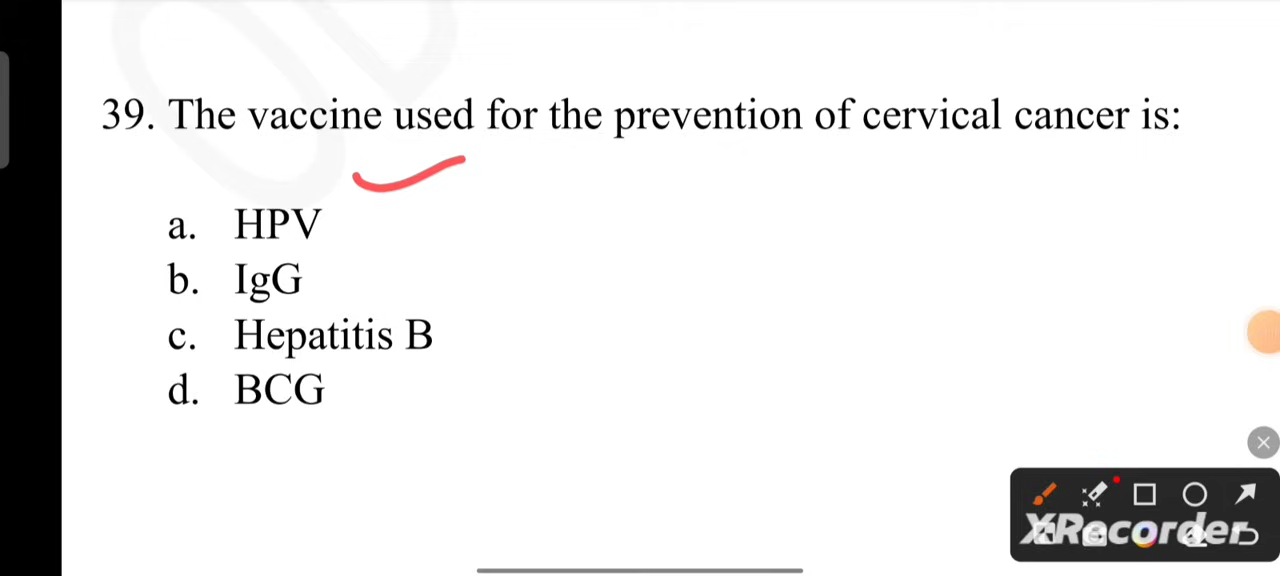 39. The vaccine used for the prevention of cervical cancer is:
a. HPV
b. IgG
c. Hepatitis B
d. BCG
XRecorder